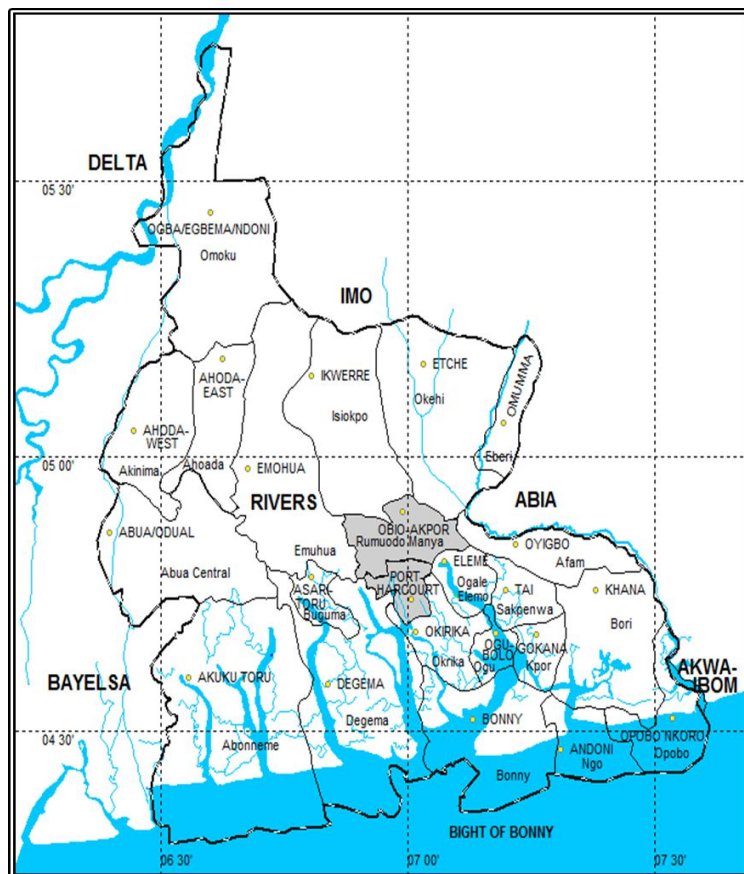 DELTA
05 30'
OGBA/EGBEMA/NDONI
Omoku
IMO
AHODA-
EAST
IKWERRE
ETCHE
Isiokpo
Okehi
OMUMMA
AHODA-
WEST
Eberi
05 00'
Akinima
Ahoada
EMOHUA
RIVERS
ABIA
OBIO-AKPOR
Rumuodo Manya
ABUA/ODUAL
OYIGBO
Emuhua
Afam
ELEME
Abua Central
PORT-
HARCOURT
Ogale
Elemo
ASARI-
TORU
Buguma
TAI
Sakgenwa
KHANA
Bori
OKIRIKA
OGU-
BOLO
GOKANA
Okrika
Ogu
Kpor
AKWA-
IBOM
BAYELSA
AKUKU TORU
DEGEMA
Degema
BONNY
04 30'
Abonneme
OPOBO NKORO
Opobo
ANDONI
Ngo
Bonny
BIGHT OF BONNY
06 30'
07 00'
07 30'